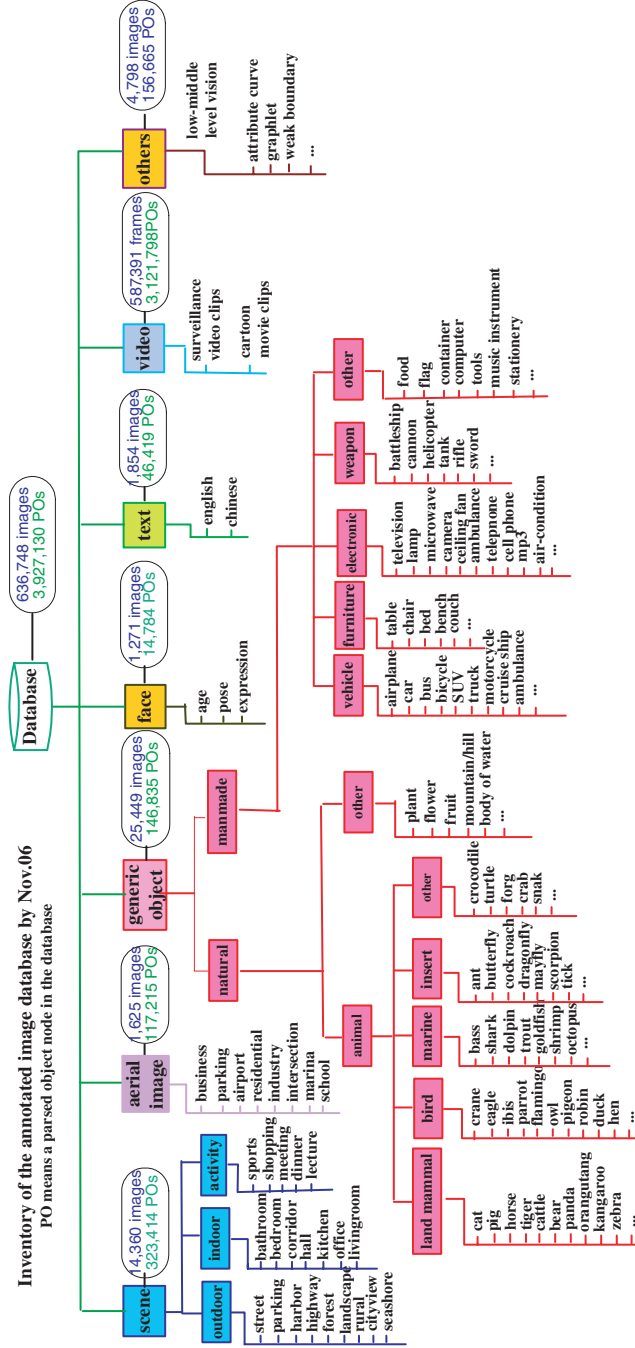 Inventory of the annotated image database by Nov.06
PO means a parsed object node in the database
Database
636,748 images
3,927,130 POs
scene
14,360 images
323,414 POs
outdoor
street
parking
harbor
highway
forest
landscape
rural
cityview
seashore
indoor
bathroom
bedroom
corridor
hall
kitchen
office
livingroom
activity
sports
shopping
meeting
dinner
lecture
aerial
image
1,625 images
117,215 POs
business
parking
airport
residential
industry
intersection
marina
school
generic
object
25,449 images
146,835 POs
natural
manmade
animal
other
land mammal
cat
pig
horse
tiger
cattle
bear
panda
orangutang
kangaroo
zebra
...
bird
crane
eagle
ibis
parrot
flamingo
owl
pigeon
robin
duck
hen
...
marine
bass
shark
dolpin
trout
goldfish
shrimp
octopus
...
insert
ant
butterfly
cockroach
dragonfly
mayfly
scorpion
tick
...
other
crocodile
turtle
forg
crab
snak
...
plant
flower
fruit
mountain/hill
body of water
...
vehicle
airplane
car
bus
bicycle
SUV
truck
motorcycle
cruise ship
ambulance
...
furniture
table
chair
bed
bench
couch
...
electronic
television
lamp
microwave
camera
ceiling fan
ambulance
telepnone
cell phone
mp3
air-condition
...
weapon
battleship
cannon
helicopter
tank
rifle
sword
...
other
food
flag
container
computer
tools
music instrument
stationery
...
face
1,271 images
14,784 POs
age
pose
expression
text
1,854 images
46,419 POs
english
chinese
video
587,391 frames
3,121,798POs
surveillance
video clips
cartoon
movie clips
others
4,798 images
156,665 POs
low-middle
level vision
attribute curve
graphlet
weak boundary
...